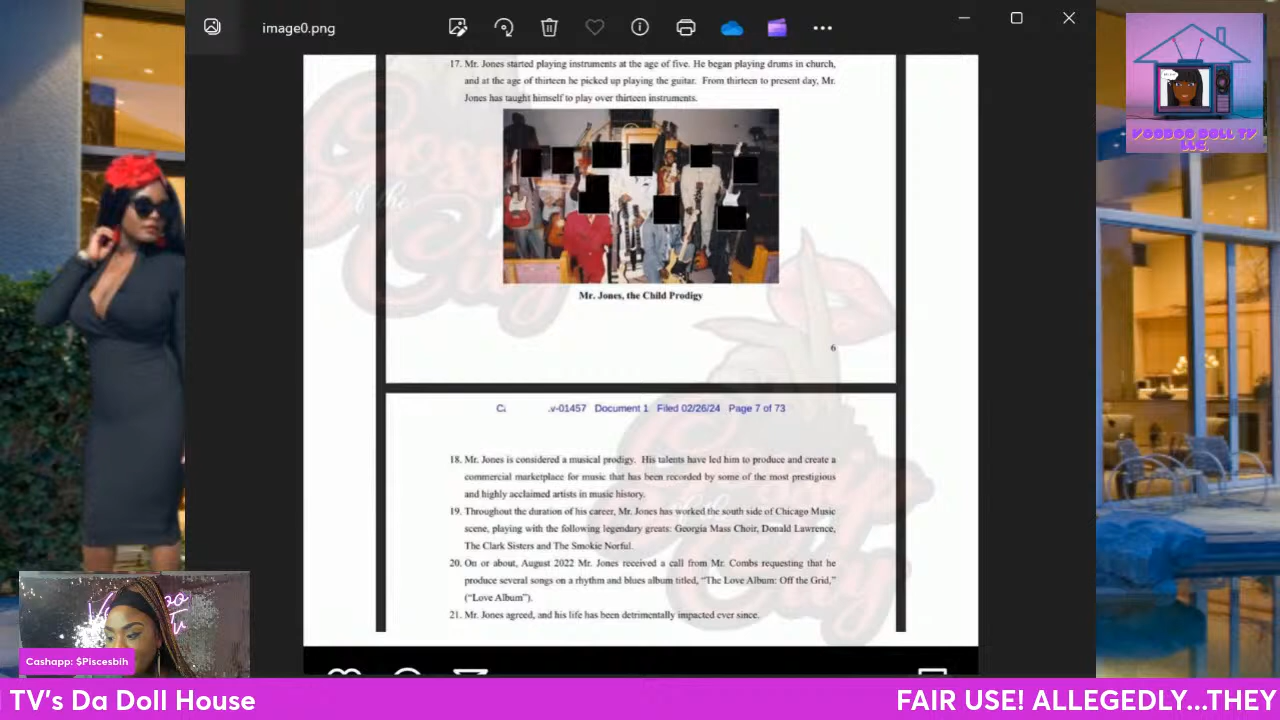 image0.png
17. Mr. Jones started playing instruments at the age of five. He began playing drums in church,
and at the age of thirteen he picked up playing the guitar. From thirteen to present day, Mr.
Jones has taught himself to play over thirteen instruments.
of the
Mr. Jones, the Child Prodigy
6
.v-01457 Document 1 Filed 02/26/24 Page 7 of 73
18. Mr. Jones is considered a musical prodigy. His talents have led him to produce and create a
commercial marketplace for music that has been recorded by some of the most prestigious
and highly acclaimed artists in music history.
19. Throughout the duration of his career, Mr. Jones has worked the south side of Chicago Music
scene, playing with the following legendary greats: Georgia Mass Choir, Donald Lawrence,
The Clark Sisters and The Smokie Norful.
20. On or about, August 2022 Mr. Jones received a call from Mr. Combs requesting that he
produce several songs on a rhythm and blues album titled, “The Love Album: Off the Grid,”
(“Love Album”).
21. Mr. Jones agreed, and his life has been detrimentally impacted ever since.
VOODOO DOLL TV
LLC.
Cashapp: $PIscesbih
TV's Da Doll House
FAIR USE! ALLEGEDLY...THEY